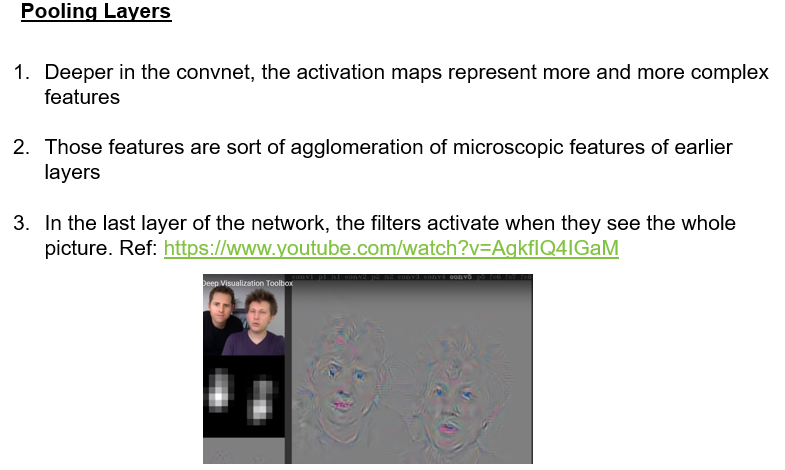 Pooling Layers
1. Deeper in the convnet, the activation maps represent more and more complex
features
2. Those features are sort of agglomeration of microscopic features of earlier
layers
3. In the last layer of the network, the filters activate when they see the whole
picture. Ref: https://www.youtube.com/watch?v=AgkfIQ4IGaM
Deep Visualization Toolbox
conv5